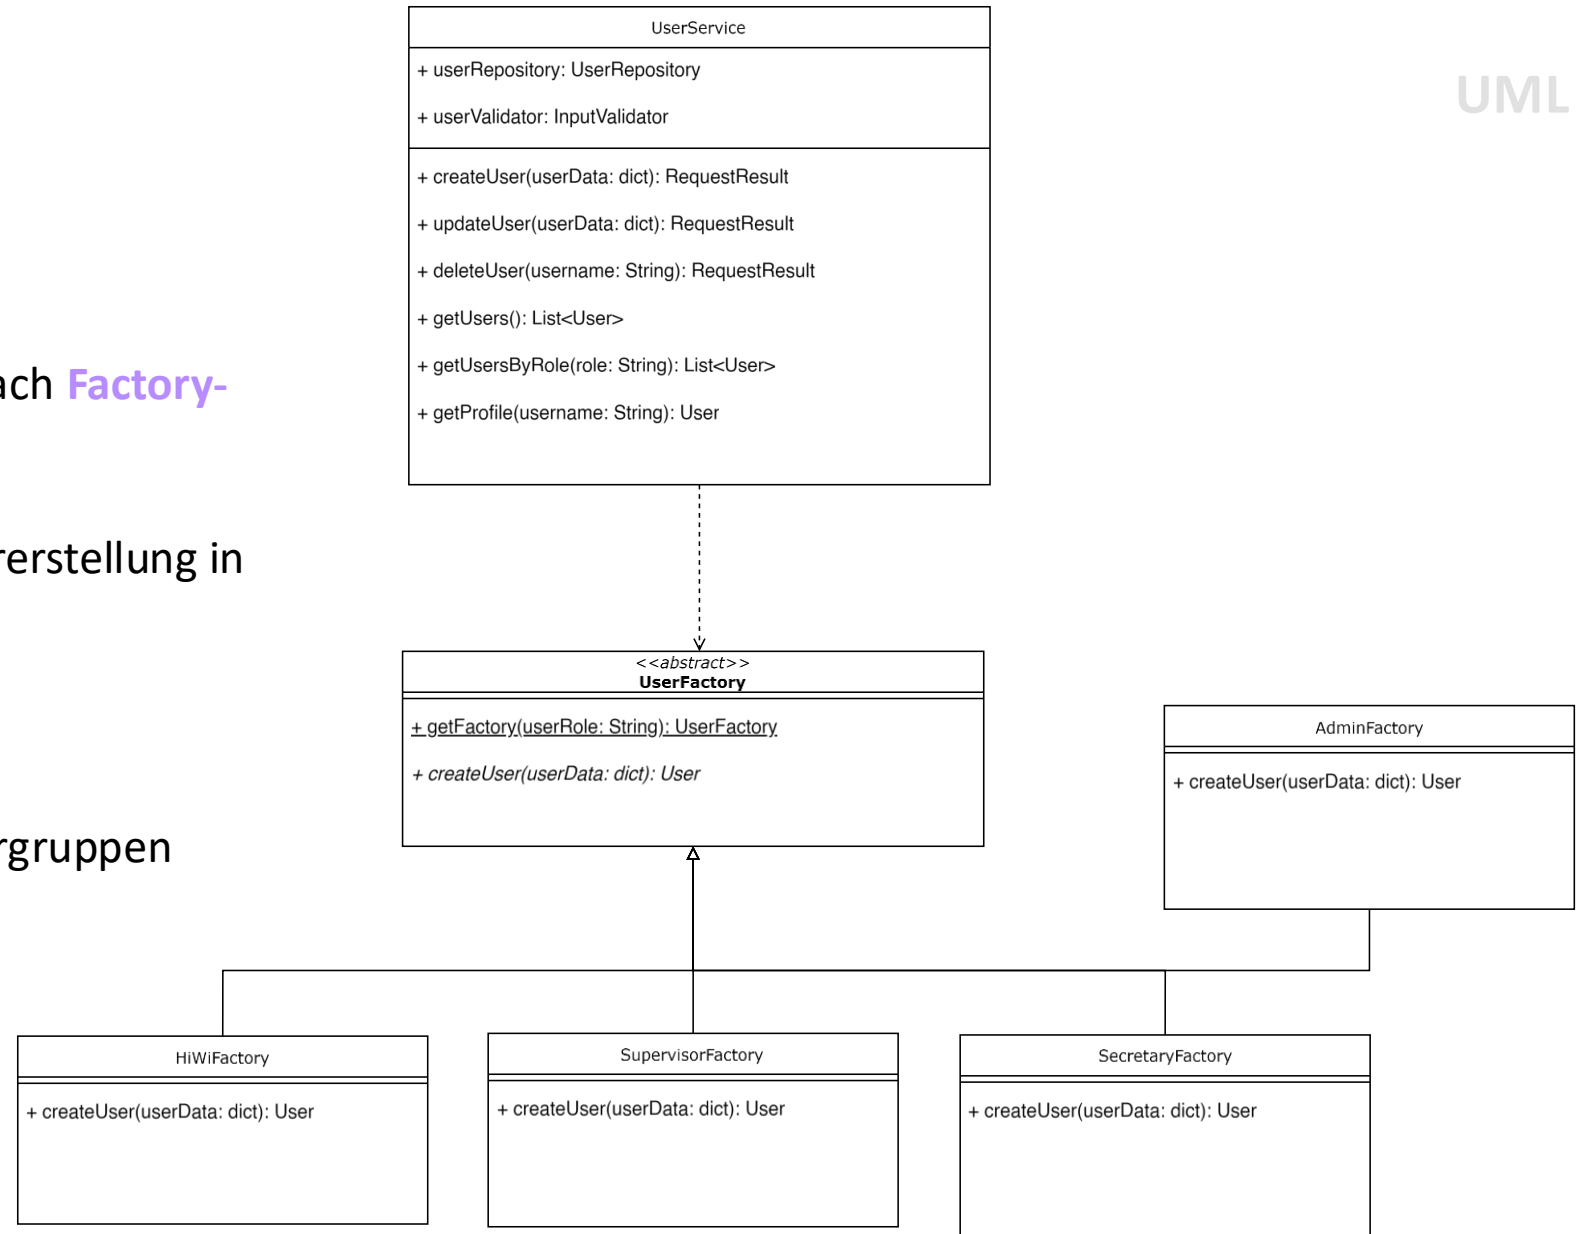 UserService
+ userRepository: UserRepository
+ userValidator: InputValidator
+ createUser(userData: dict): RequestResult
+ updateUser(userData: dict): RequestResult
+ deleteUser(username: String): RequestResult
+ getUsers(): List<User>
+ getUsersByRole(role: String): List<User>
+ getProfile(username: String): User
UML
ach Factory-
rerstellung in
rgruppen
<<abstract>>
UserFactory
+ getFactory(userRole: String): UserFactory
+ createUser(userData: dict): User
AdminFactory
+ createUser(userData: dict): User
HiWiFactory
+ createUser(userData: dict): User
SupervisorFactory
+ createUser(userData: dict): User
SecretaryFactory
+ createUser(userData: dict): User